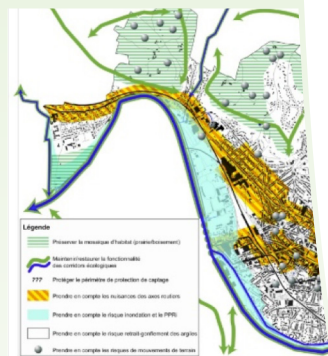 Légende
Préserver la mosaïque d'habitat (prairie/boisement)
Maintenir/restaurer la fonctionnalité
des corridors écologiques
??? Protéger le périmètre de protection de captage
Prendre en compte les nuisances des axes routiers
Prendre en compte le risque inondation et le PPRi
Prendre en compte le risque retrait-gonflement des argiles
Prendre en compte les risques de mouvements de terrain